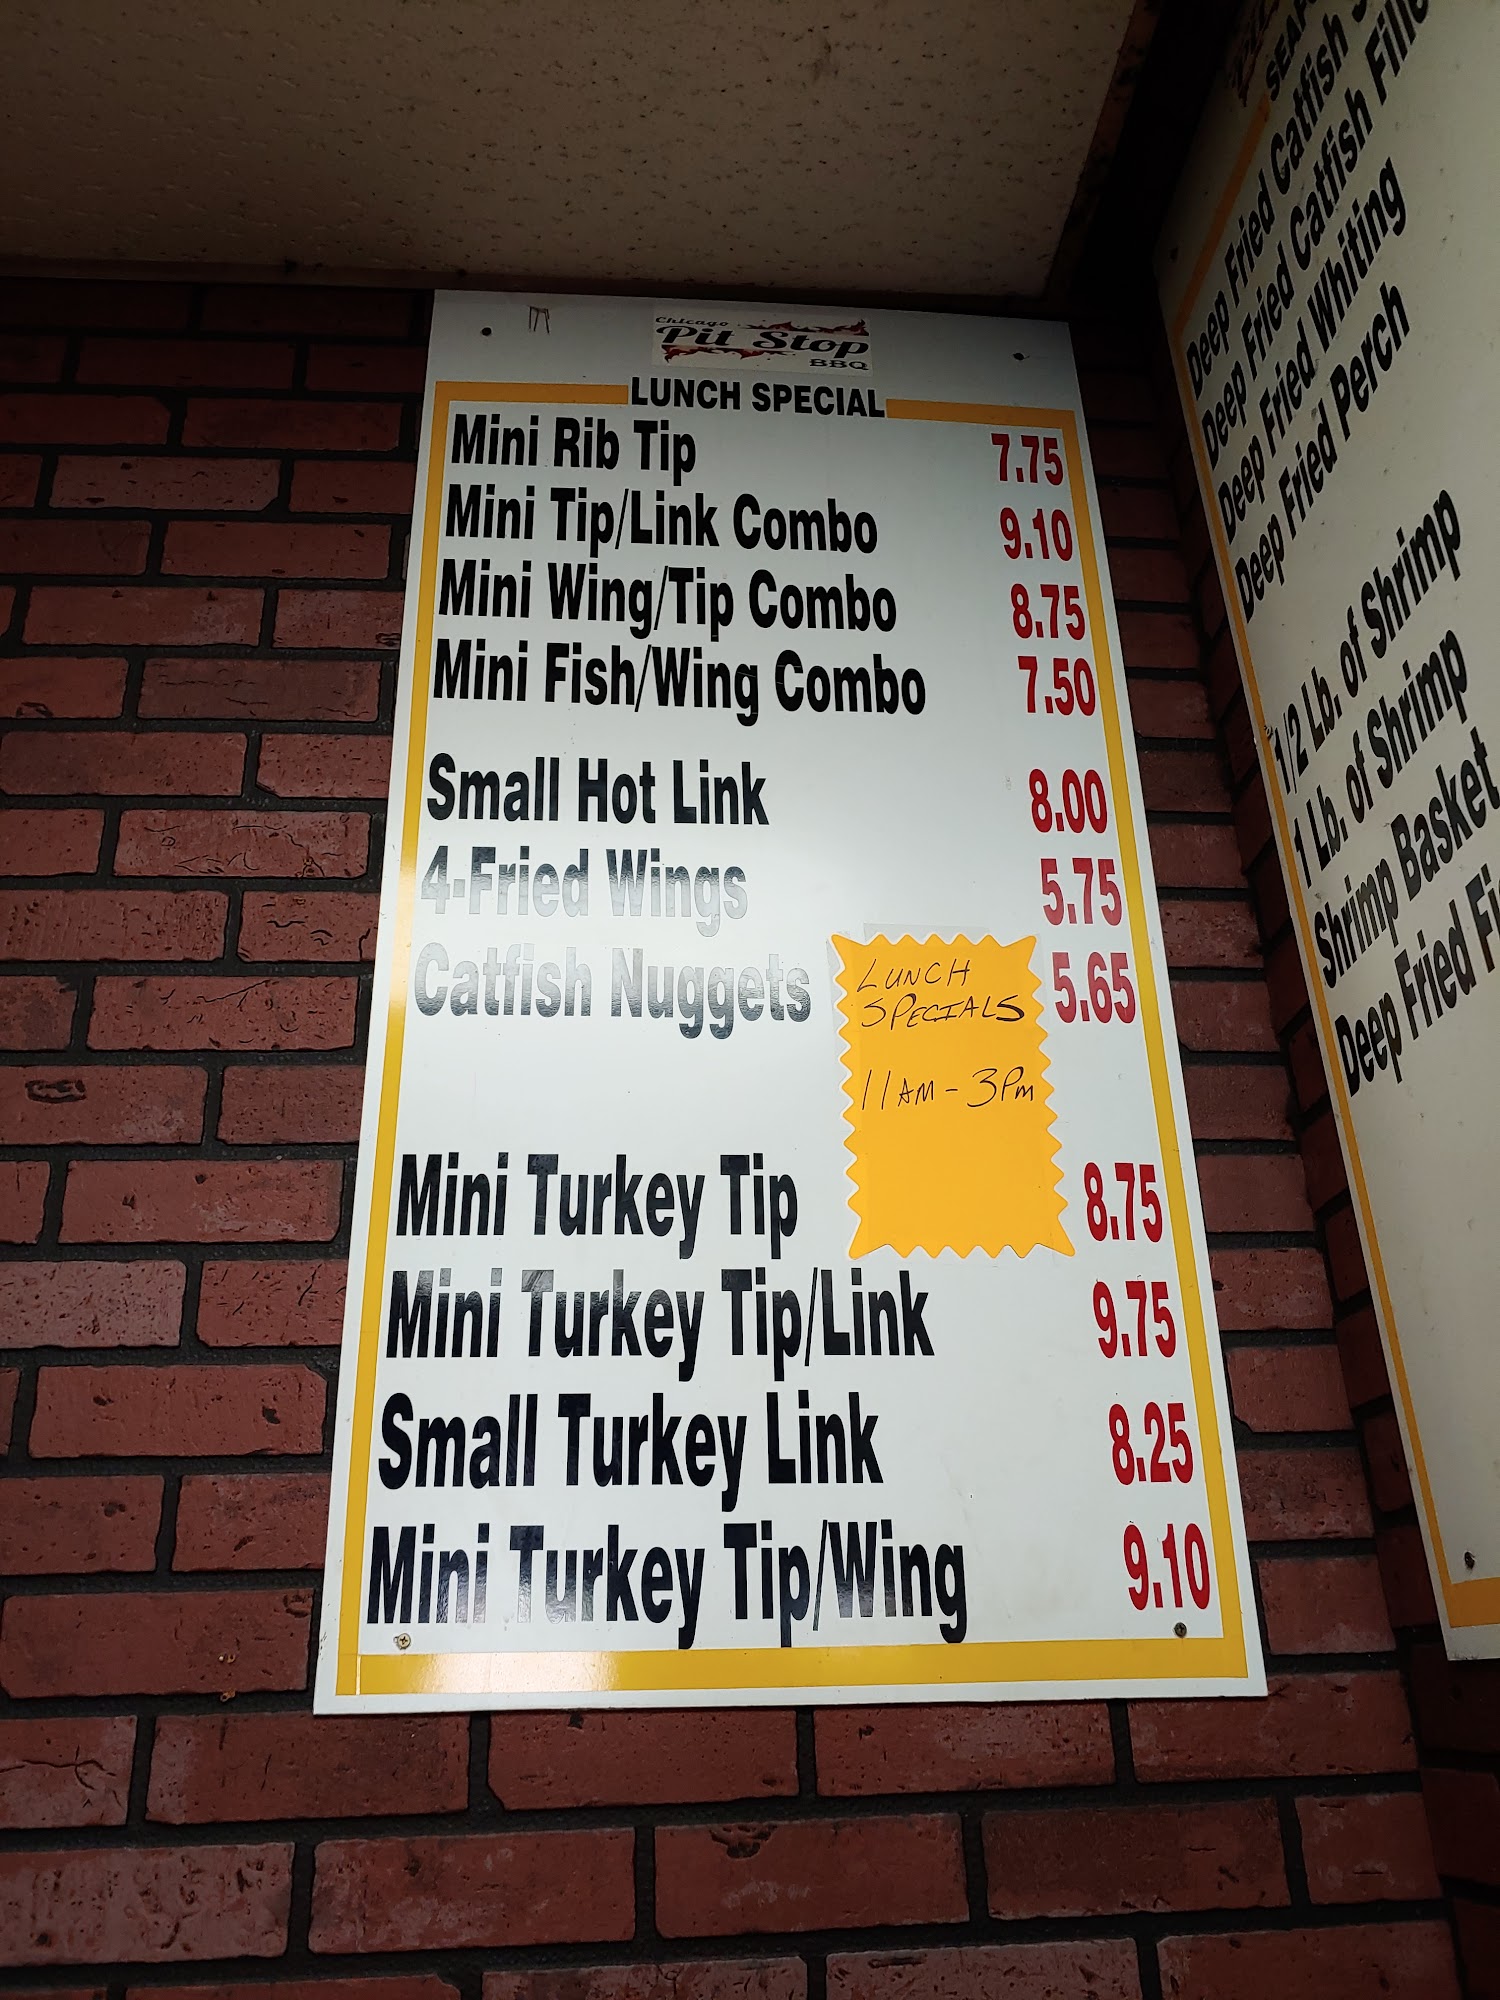 Chicago
Pit Stop
BBQ
LUNCH SPECIAL
Mini Rib Tip 7.75
Mini Tip/Link Combo 9.10
Mini Wing/Tip Combo 8.75
Mini Fish/Wing Combo 7.50
Small Hot Link 8.00
4-Fried Wings 5.75
Catfish Nuggets 5.65
LUNCH
SPECIALS
11AM - 3PM
Mini Turkey Tip 8.75
Mini Turkey Tip/Link 9.75
Small Turkey Link 8.25
Mini Turkey Tip/Wing 9.10
Deep Fried Catfish
Deep Fried Catfish
Deep Fried Whiting
Deep Fried Perch
1/2 Lb. of Shrimp
1 Lb. of Shrimp
Shrimp Basket
Deep Fried